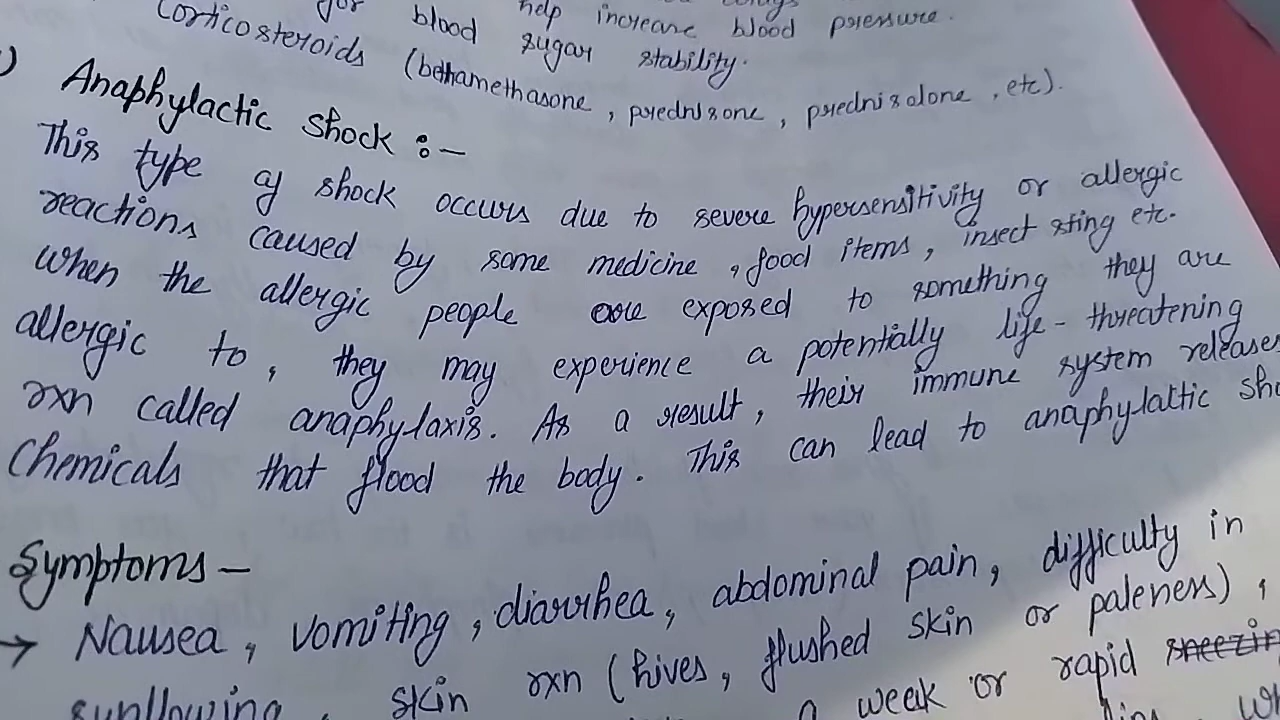 for blood help increase blood pressure.
Corticosteroids sugar stability.
(bethamethasone, prednisone, prednisolone, etc).
) Anaphylactic shock :-
This type of shock occurs due to severe hypersensitivity or allergic
reactions caused by some medicine, food items, insect sting etc.
When the allergic people are exposed to something they are
allergic to, they may experience a potentially life-threatening
rxn called anaphylaxis. As a result, their immune system releases
Chemicals that flood the body. This can lead to anaphylactic sho
Symptoms -
→ Nausea, vomiting, diarrhea, abdominal pain, difficulty in
skin rxn (hives, flushed skin or paleness),
a weak or rapid